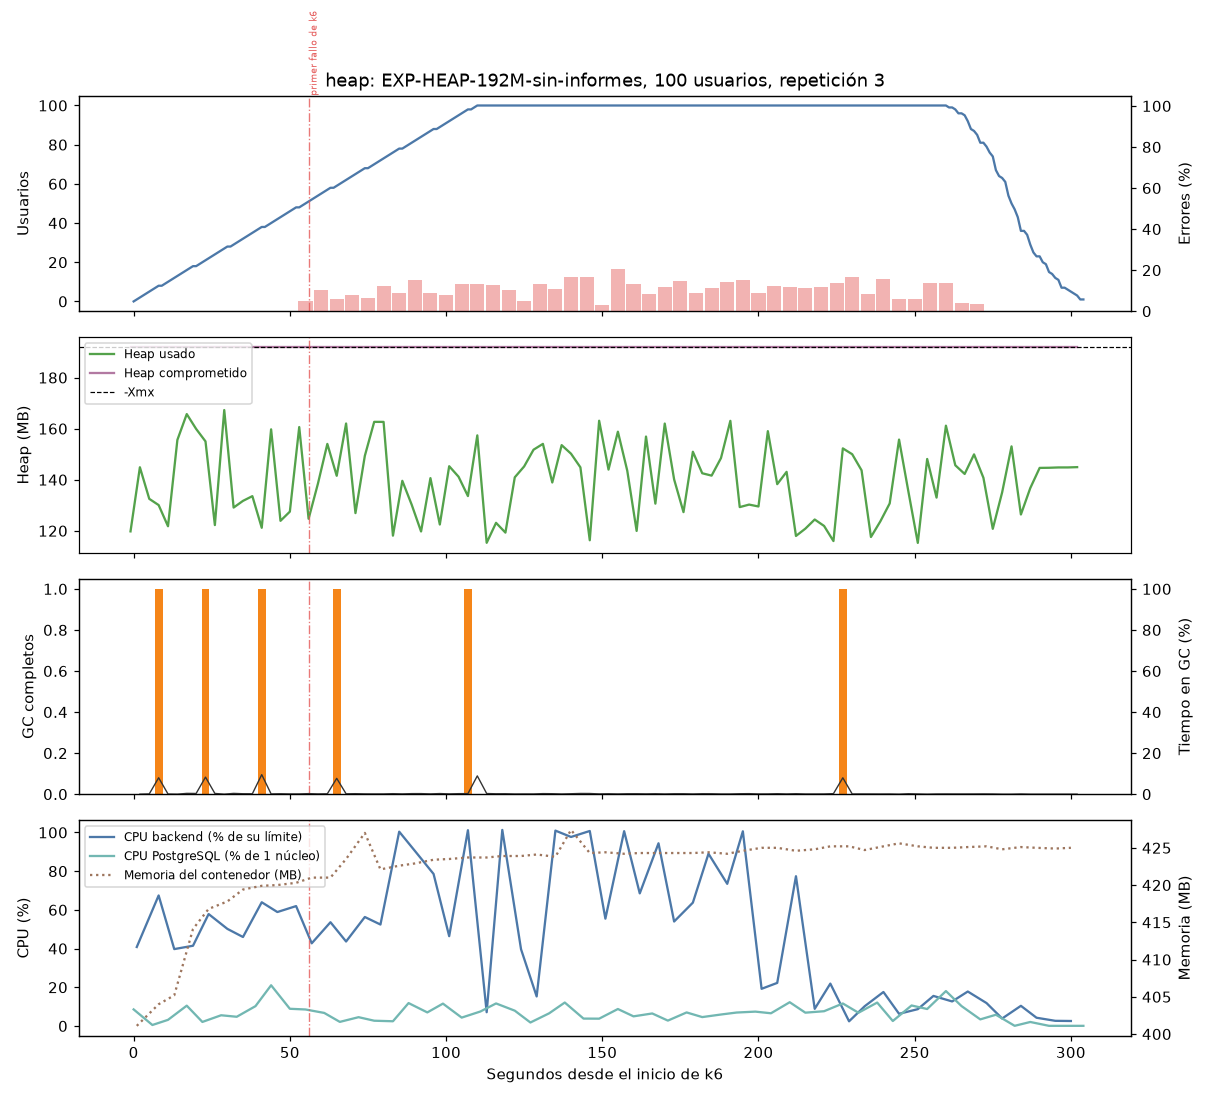 primer fallo de k6
heap: EXP-HEAP-192M-sin-informes, 100 usuarios, repetición 3
Usuarios
100
80
60
40
20
0
100
80
60
40
20
0
Errores (%)
Heap (MB)
180
160
140
120
Heap usado
Heap comprometido
-Xmx
GC completos
1.0
0.8
0.6
0.4
0.2
0.0
100
80
60
40
20
0
Tiempo en GC (%)
CPU (%)
100
80
60
40
20
0
CPU backend (% de su límite)
CPU PostgreSQL (% de 1 núcleo)
Memoria del contenedor (MB)
425
420
415
410
405
400
Memoria (MB)
0 50 100 150 200 250 300
Segundos desde el inicio de k6